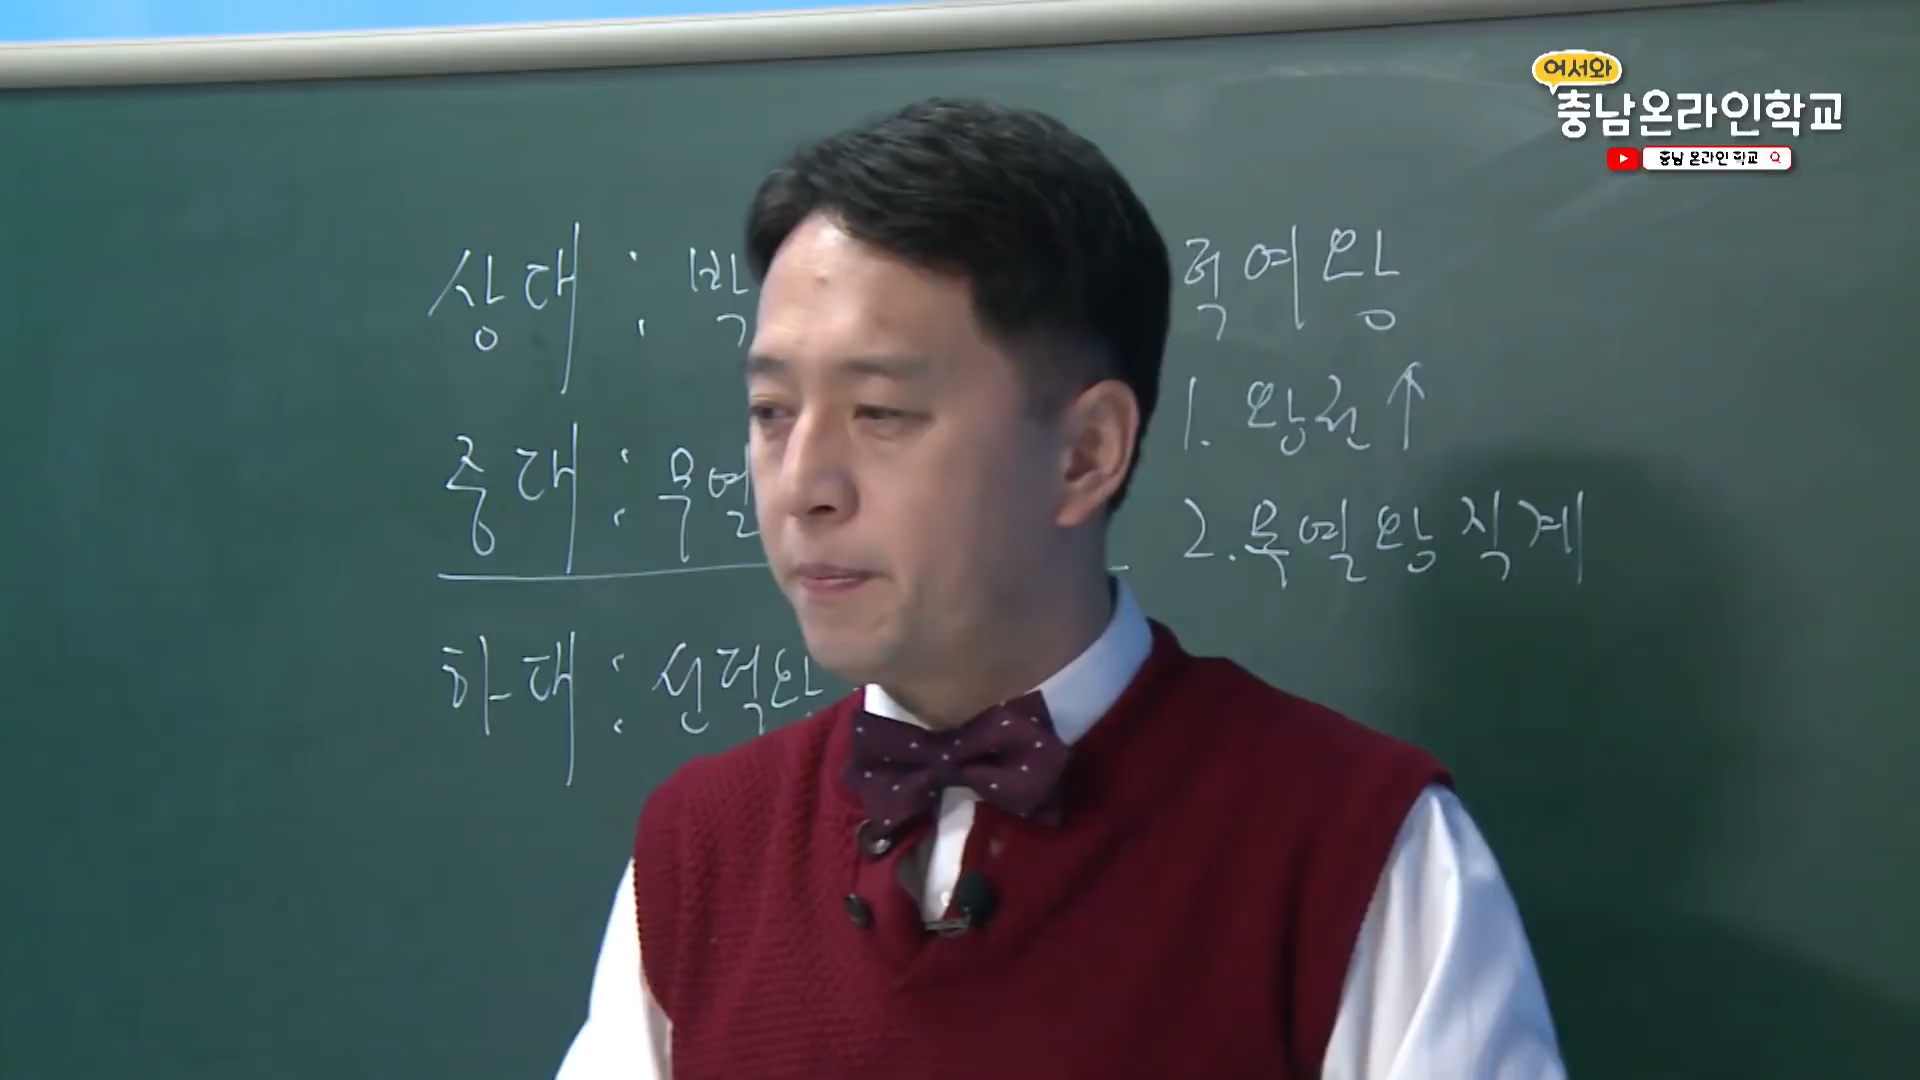 어서와
충남온라인학교
충남 온라인 학교
상대 : 박
중대 : 무열
하대 : 선덕왕
덕여왕
1. 왕권↑
2. 무열왕 직계